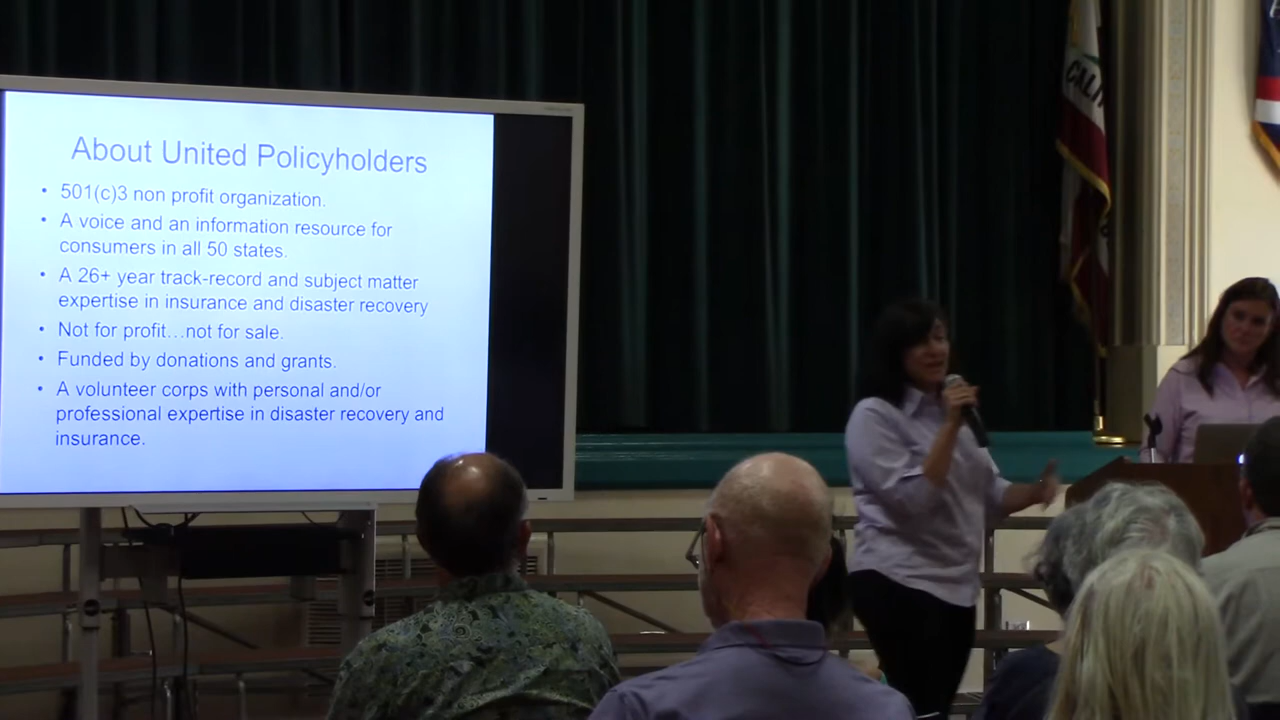 About United Policyholders
• 501(c)3 non profit organization.
• A voice and an information resource for
consumers in all 50 states.
• A 26+ year track-record and subject matter
expertise in insurance and disaster recovery
• Not for profit…not for sale.
• Funded by donations and grants.
• A volunteer corps with personal and/or
professional expertise in disaster recovery and
insurance.
CALI